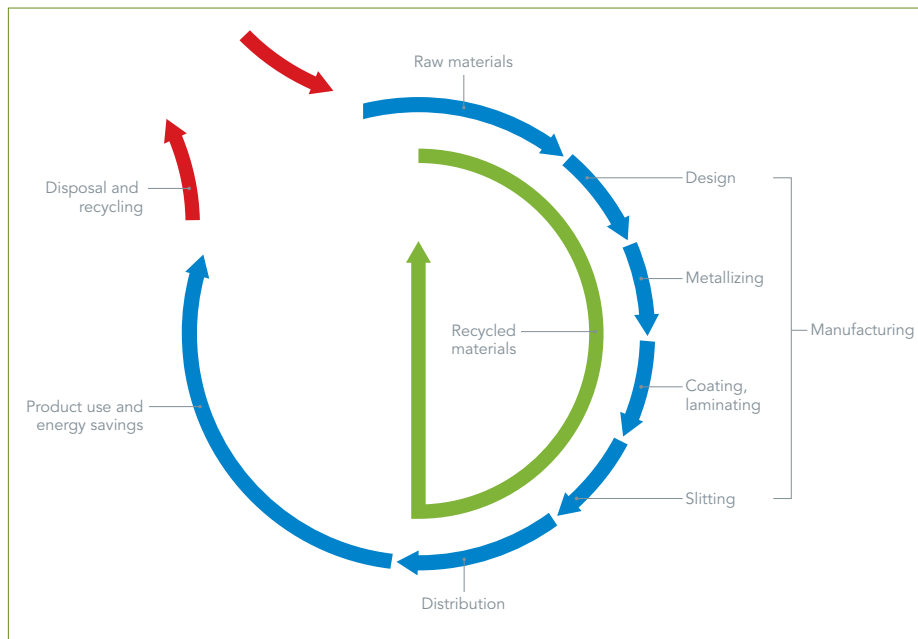 Raw materials
Design
Disposal and
recycling
Metallizing
Recycled
materials
Manufacturing
Coating,
laminating
Product use and
energy savings
Slitting
Distribution